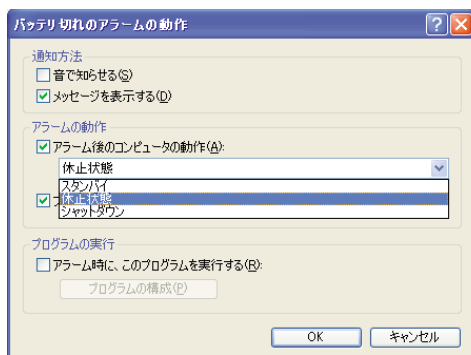 バッテリ切れのアラームの動作
通知方法
音で知らせる(S)
メッセージを表示する(D)
アラームの動作
アラーム後のコンピュータの動作(A):
休止状態
スタンバイ
休止状態
シャットダウン
プログラムの実行
アラーム時に、このプログラムを実行する(R):
プログラムの構成(P)
OK
キャンセル